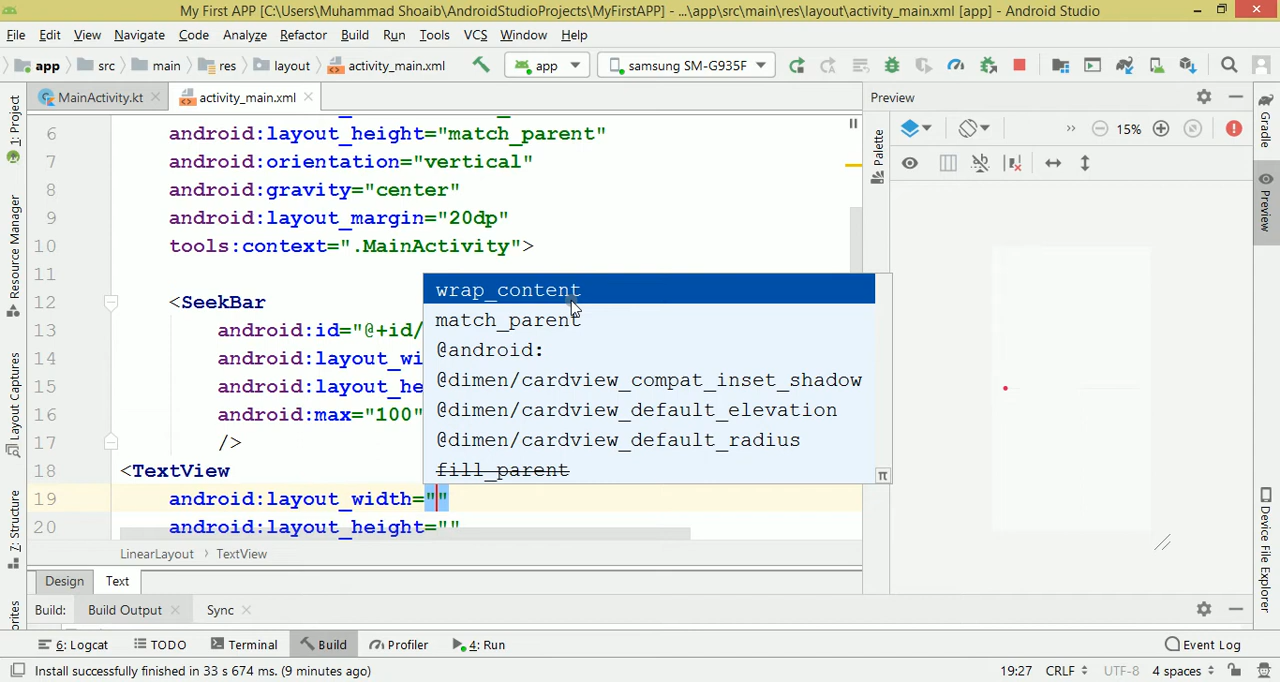 My First APP [C:\Users\Muhammad Shoaib\AndroidStudioProjects\MyFirstAPP] - ...\app\src\main\res\layout\activity_main.xml [app] - Android Studio
File Edit View Navigate Code Analyze Refactor Build Run Tools VCS Window Help
app src main res layout activity_main.xml app samsung SM-G935F
MainActivity.kt activity_main.xml Preview
15%
6 android:layout_height="match_parent"
7 android:orientation="vertical"
8 android:gravity="center"
9 android:layout_margin="20dp"
10 tools:context=".MainActivity">
11
12 <SeekBar
13 android:id="@+id/
14 android:layout_wi
15 android:layout_he
16 android:max="100"
17 />
18 <TextView
19 android:layout_width=""
20 android:layout_height=""
wrap_content
match_parent
@android:
@dimen/cardview_compat_inset_shadow
@dimen/cardview_default_elevation
@dimen/cardview_default_radius
fill_parent
π
LinearLayout › TextView
Design Text
Build: Build Output Sync
6: Logcat TODO Terminal Build Profiler 4: Run Event Log
Install successfully finished in 33 s 674 ms. (9 minutes ago) 19:27 CRLF UTF-8 4 spaces
1: Project
Resource Manager
Layout Captures
7: Structure
orites
Palette
Gradle
Preview
Device File Explorer